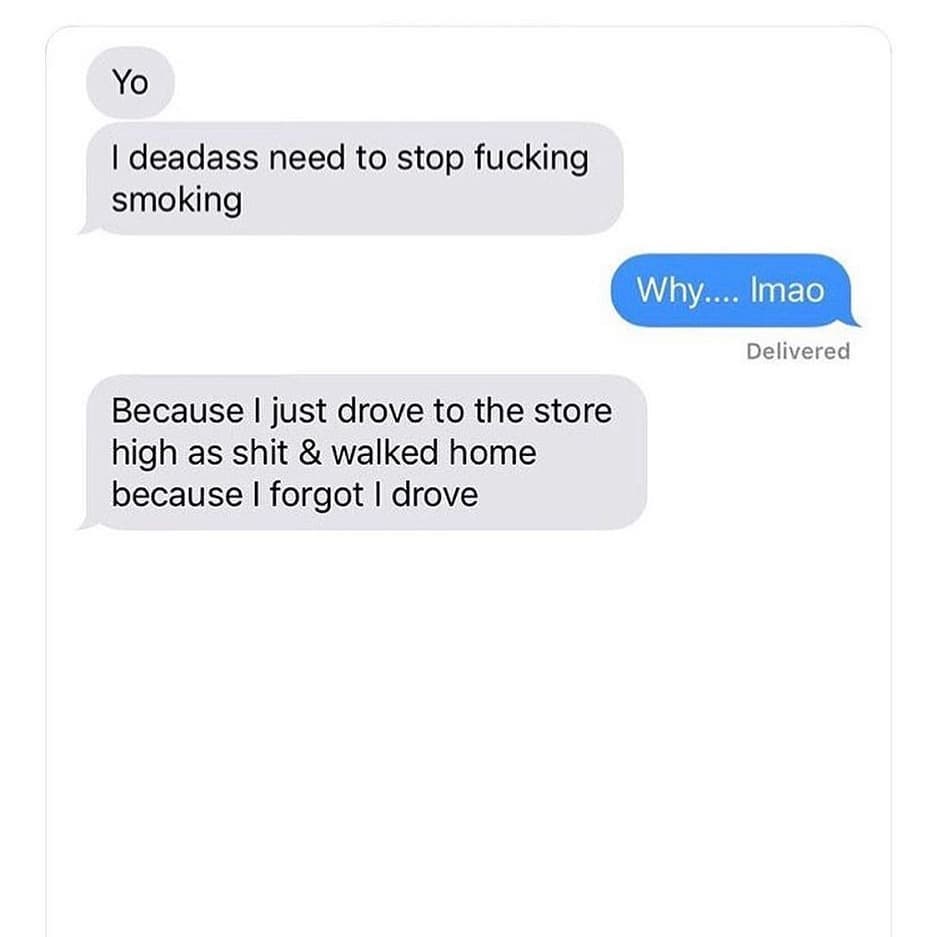 Yo
I deadass need to stop fucking
smoking
Why.... lmao
Delivered
Because I just drove to the store
high as shit & walked home
because I forgot I drove